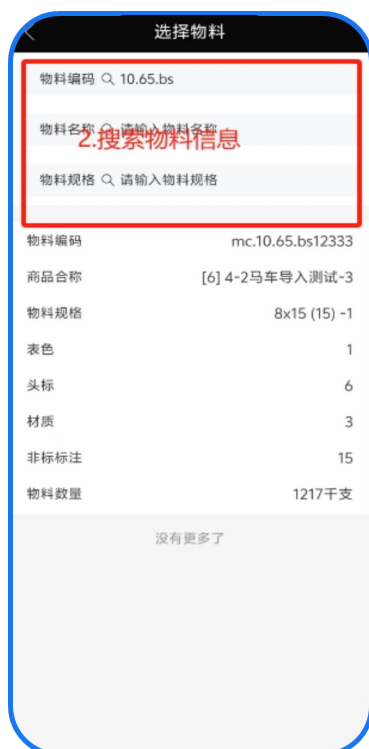 选择物料
物料编码 10.65.bs
物料名称 请输入物料名称
2.搜索物料信息
物料规格 请输入物料规格
物料编码 mc.10.65.bs12333
商品合称 [6] 4-2马车导入测试-3
物料规格 8x15 (15) -1
表色 1
头标 6
材质 3
非标标注 15
物料数量 1217千支
没有更多了